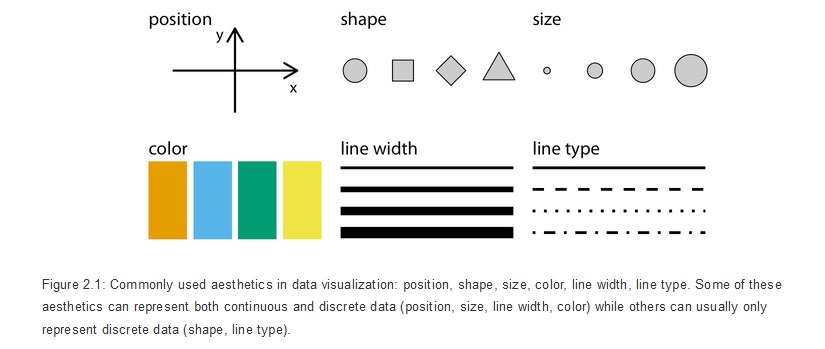 position
shape
size
y
x
color
line width
line type
Figure 2.1: Commonly used aesthetics in data visualization: position, shape, size, color, line width, line type. Some of these
aesthetics can represent both continuous and discrete data (position, size, line width, color) while others can usually only
represent discrete data (shape, line type).